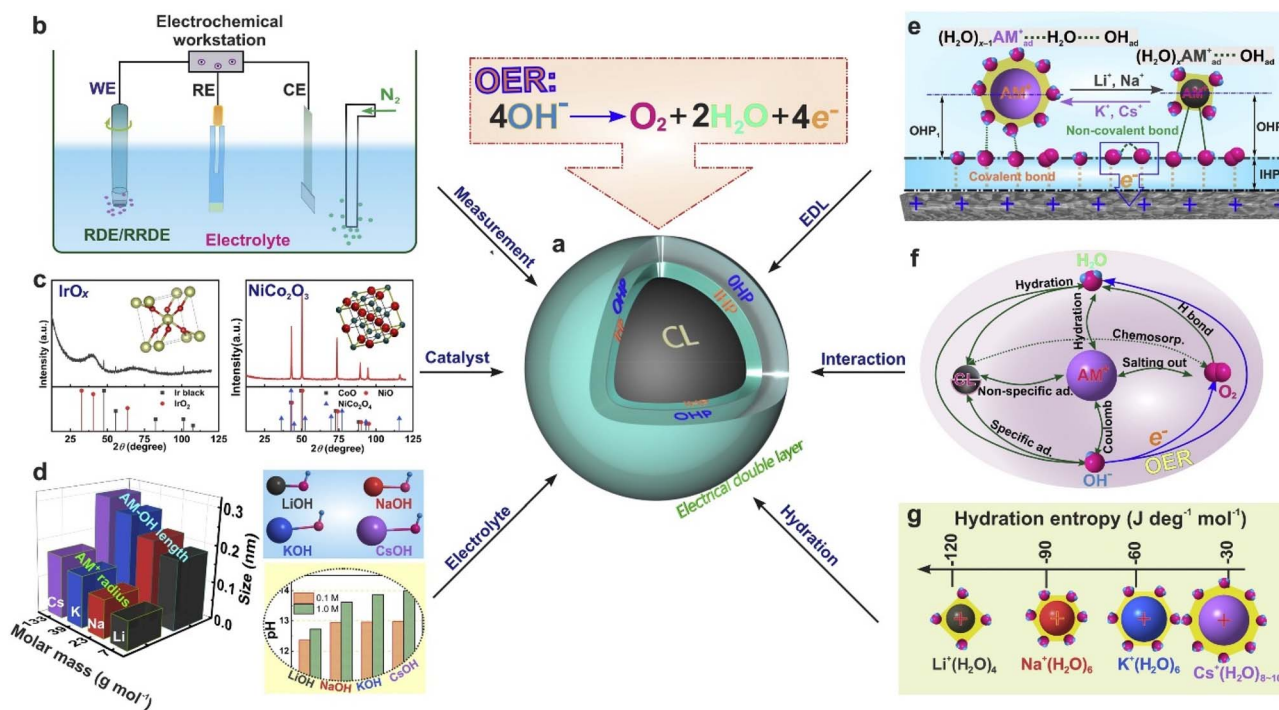 b
Electrochemical
workstation
WE
RE
CE
N₂
RDE/RRDE
Electrolyte
OER:
4OH⁻ → O₂+2H₂O+4e⁻
e
(H₂O)ₓ₋₁AM⁺ad····H₂O···· OHad
(H₂O)ₓAM⁺ad···OHad
AM⁺
AM⁺
Li⁺, Na⁺
K⁺, Cs⁺
OHP₁
Non-covalent bond
OHP
Covalent bond
e⁻
IHP
+ + + + + + +
Measurement
EDL
Catalyst
Interaction
Electrolyte
Hydration
a
OHP
IHP
OHP
IHP
CL
IHP
OHP
Electrical double layer
c
IrOx
Intensity (a.u.)
Ir black
IrO₂
25 50 75 100 125
2θ (degree)
NiCo₂O₃
Intensity (a.u.)
CoO
NiO
NiCo₂O₄
25 50 75 100 125
2θ (degree)
f
H₂O
Hydration
Hydration
H bond
Chemosorp.
Salting out
CL
AM⁺
O₂
Non-specific ad.
Coulomb
Specific ad.
e⁻
OER
OH⁻
d
AM-OH length
AM⁺ radius
0.3
0.2
0.1
0
Size (nm)
Cs
K
Na
Li
133
39
23
7
Molar mass (g mol⁻¹)
LiOH
NaOH
KOH
CsOH
0.1 M
1.0 M
14
13
12
pH
LiOH
NaOH
KOH
CsOH
g
Hydration entropy (J deg⁻¹ mol⁻¹)
-120
-90
-60
-30
+ + + +
Li⁺(H₂O)₄
Na⁺(H₂O)₆
K⁺(H₂O)₆